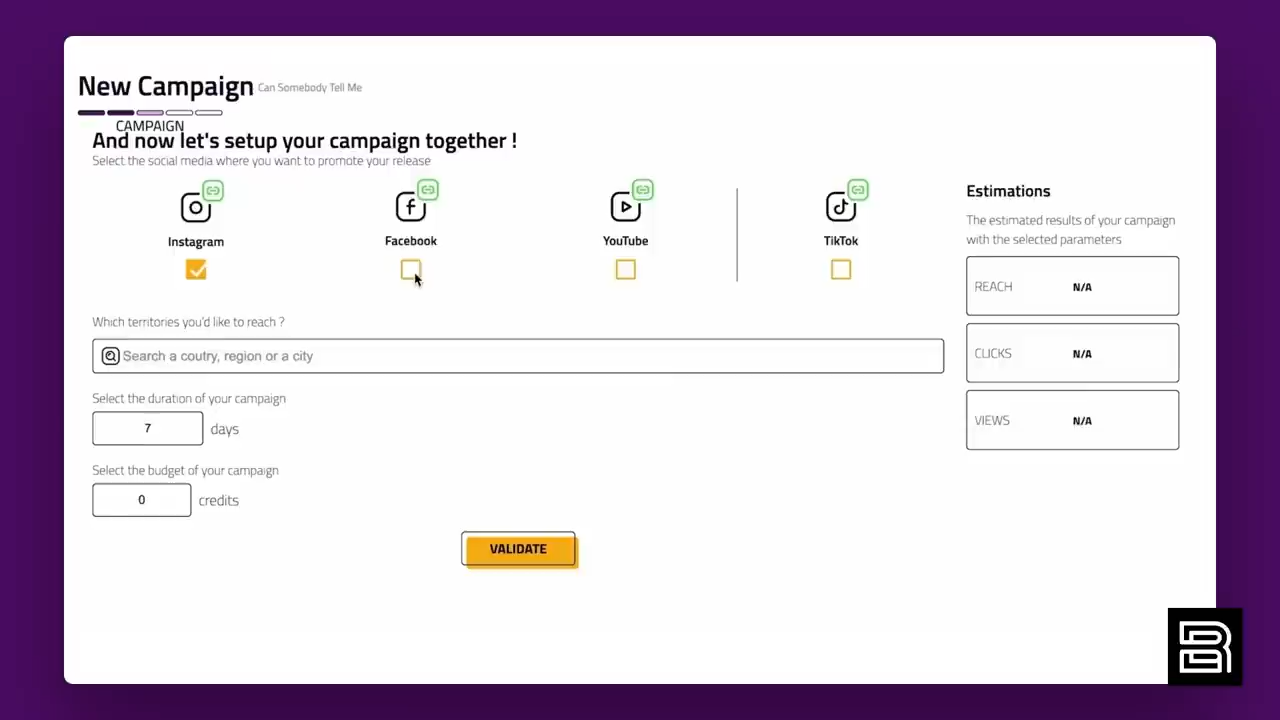 New Campaign Can Somebody Tell Me
CAMPAIGN
And now let's setup your campaign together !
Select the social media where you want to promote your release
Instagram
Facebook
YouTube
TikTok
Which territories you'd like to reach ?
Search a coutry, region or a city
Select the duration of your campaign
7 days
Select the budget of your campaign
0 credits
VALIDATE
Estimations
The estimated results of your campaign
with the selected parameters
REACH N/A
CLICKS N/A
VIEWS N/A